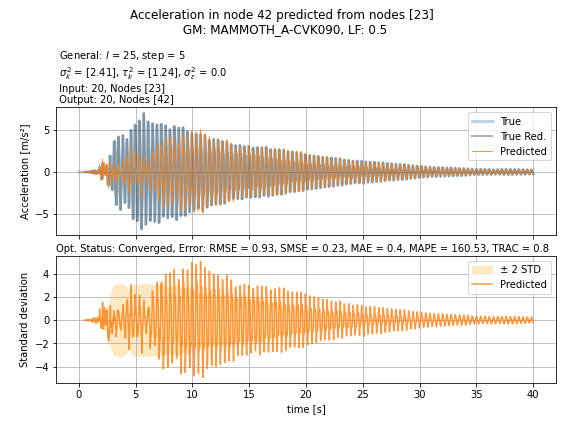 Acceleration in node 42 predicted from nodes [23]
GM: MAMMOTH_A-CVK090, LF: 0.5
General: l = 25, step = 5
σ_k² = [2.41], τ_k² = [1.24], σ_ε² = 0.0
Input: 20, Nodes [23]
Output: 20, Nodes [42]
True
True Red.
Predicted
Acceleration [m/s²]
5
0
−5
Opt. Status: Converged, Error: RMSE = 0.93, SMSE = 0.23, MAE = 0.4, MAPE = 160.53, TRAC = 0.8
± 2 STD
Predicted
Standard deviation
4
2
0
−2
−4
0 5 10 15 20 25 30 35 40
time [s]